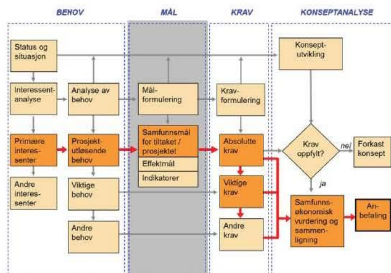 BEHOV
MÅL
KRAV
KONSEPTANALYSE
Status og
situasjon
Interessent-
analyse
Primære
interes-
senter
Andre
interes-
senter
Analyse av
behov
Prosjekt-
utløsende
behov
Viktige
behov
Andre
behov
Mål-
formulering
Samfunnsmål
for tiltaket /
prosjektet
Effektmål
Indikatorer
Krav-
formulering
Absolutte
krav
Viktige
krav
Andre
krav
Konsept-
utvikling
Krav
oppfylt?
nei
Forkast
konsept
ja
Samfunns-
økonomisk
vurdering og
sammen-
ligning
An-
befaling